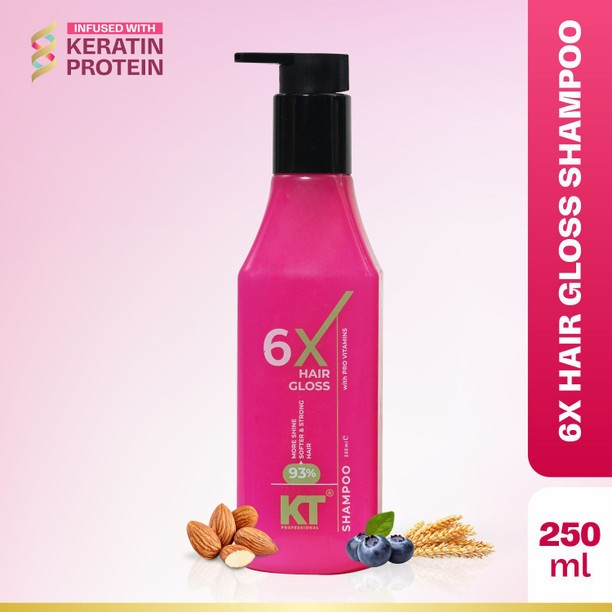 INFUSED WITH
KERATIN
PROTEIN
6X
HAIR
GLOSS
with PRO VITAMINS
MORE SHINE
SOFTER & STRONG
HAIR
93%
KT®
PROFESSIONAL
SHAMPOO
6X HAIR GLOSS SHAMPOO
250
ml